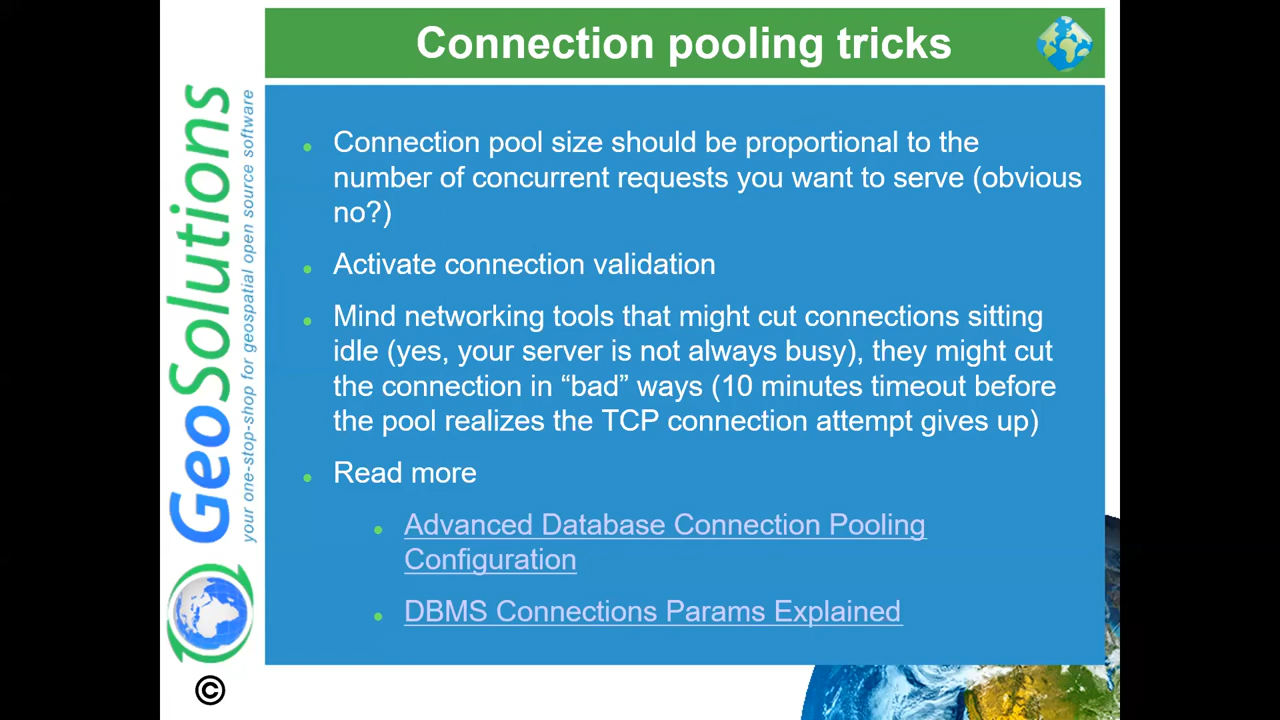 Connection pooling tricks
GeoSolutions
your one-stop-shop for geospatial open source software
©
Connection pool size should be proportional to the
number of concurrent requests you want to serve (obvious
no?)
Activate connection validation
Mind networking tools that might cut connections sitting
idle (yes, your server is not always busy), they might cut
the connection in “bad” ways (10 minutes timeout before
the pool realizes the TCP connection attempt gives up)
Read more
Advanced Database Connection Pooling
Configuration
DBMS Connections Params Explained